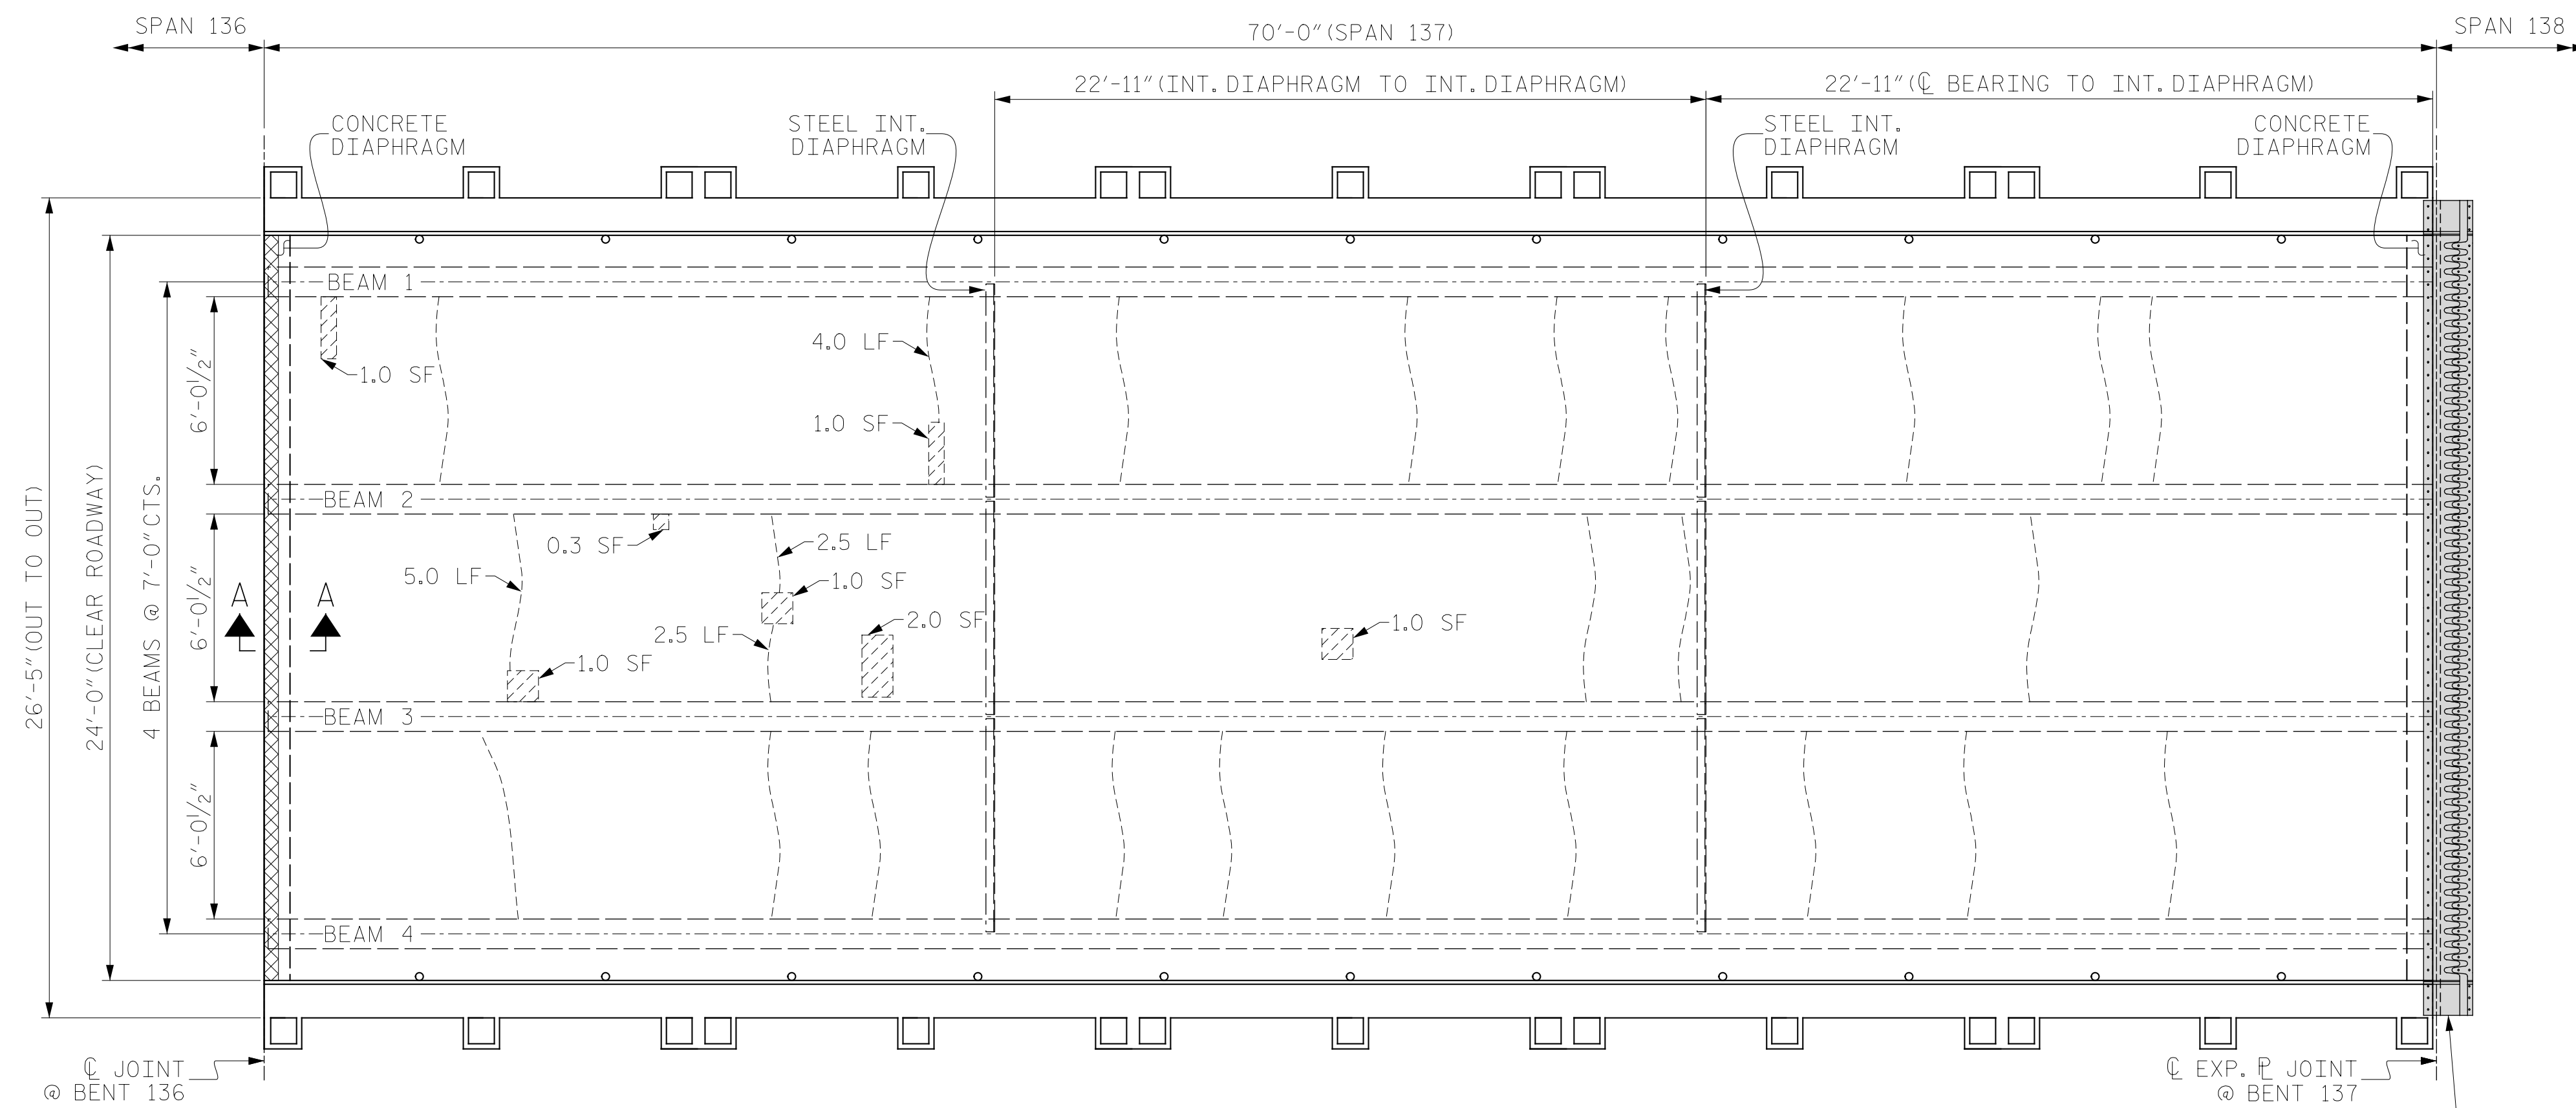 SPAN 136
70'-0" (SPAN 137)
SPAN 138
22'-11" (INT. DIAPHRAGM TO INT. DIAPHRAGM)
22'-11" (℄ BEARING TO INT. DIAPHRAGM)
CONCRETE
DIAPHRAGM
STEEL INT.
DIAPHRAGM
STEEL INT.
DIAPHRAGM
CONCRETE
DIAPHRAGM
BEAM 1
4.0 LF
1.0 SF
1.0 SF
6'-0½"
BEAM 2
0.3 SF
2.5 LF
5.0 LF
1.0 SF
2.0 SF
2.5 LF
1.0 SF
1.0 SF
A
A
6'-0½"
26'-5" (OUT TO OUT)
24'-0" (CLEAR ROADWAY)
4 BEAMS @ 7'-0" CTS.
BEAM 3
6'-0½"
BEAM 4
℄ JOINT
@ BENT 136
℄ EXP. ⅊ JOINT
@ BENT 137